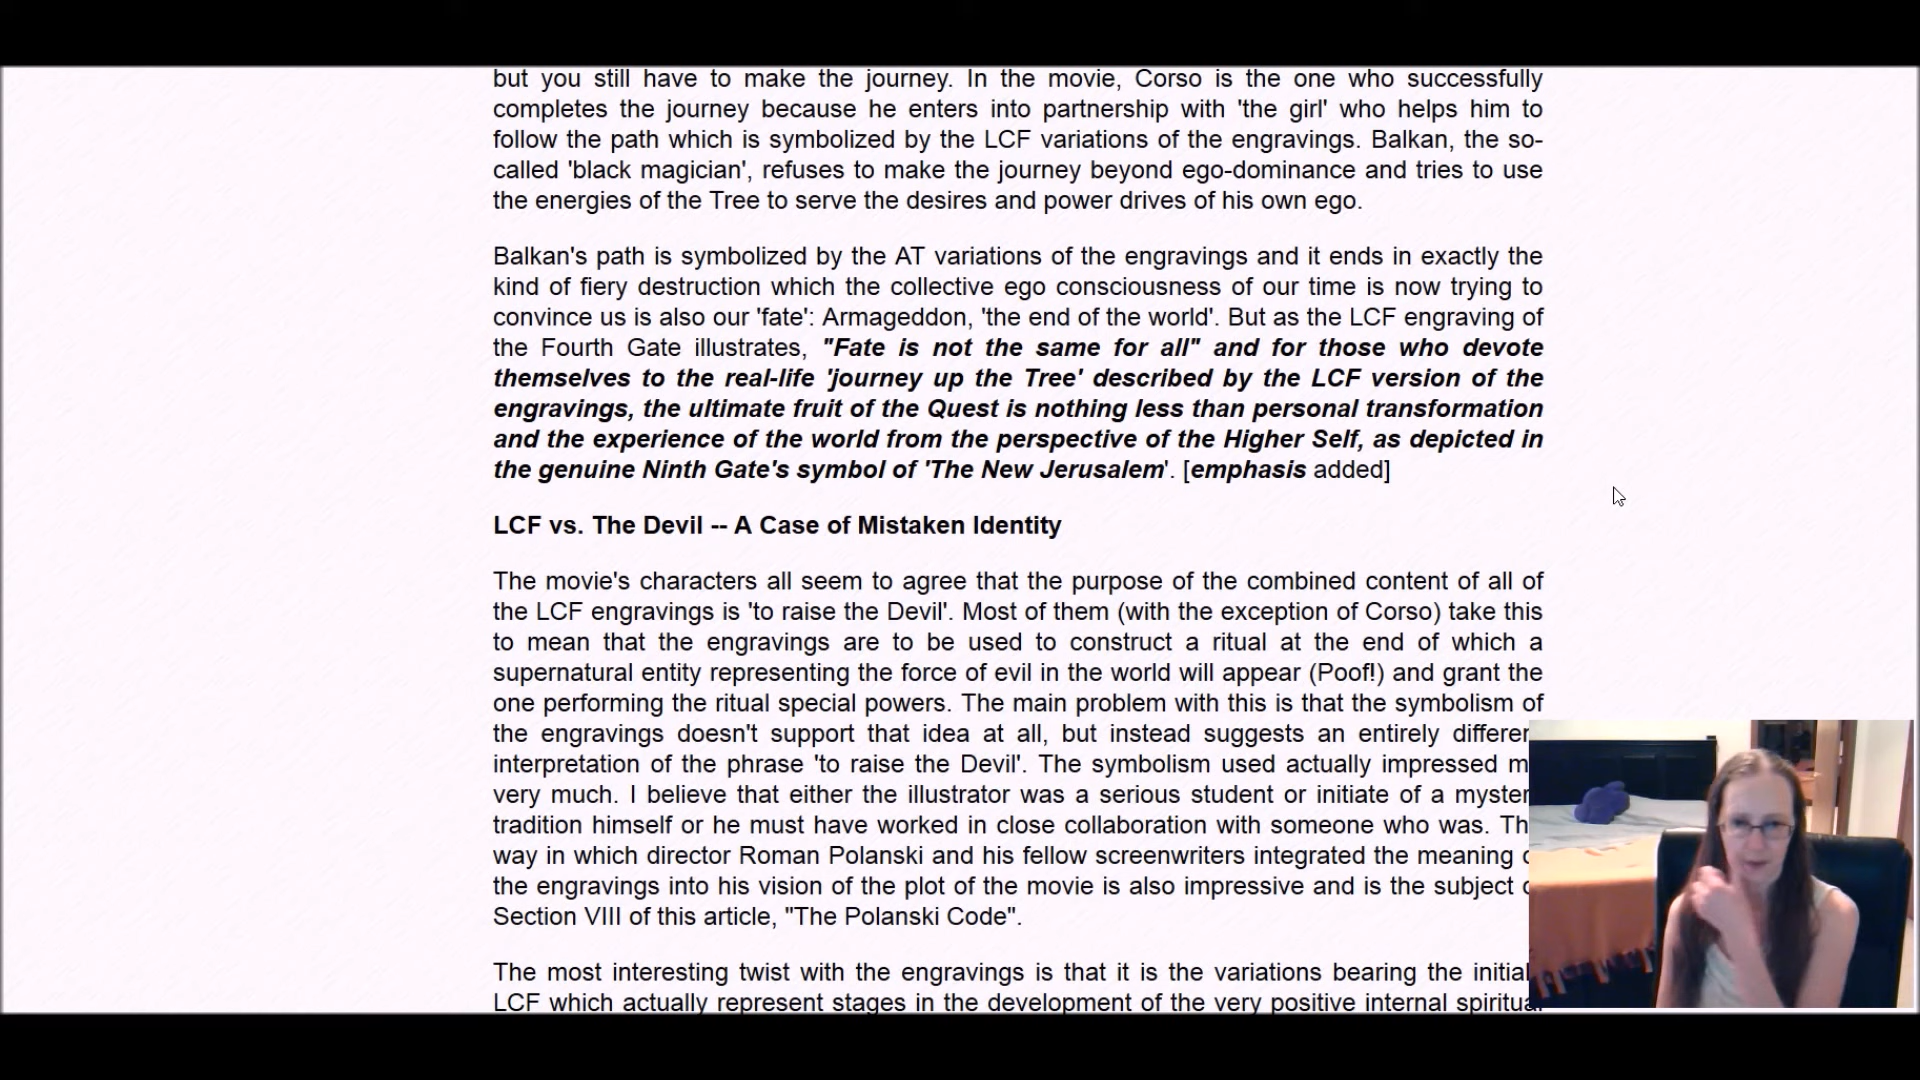 but you still have to make the journey. In the movie, Corso is the one who successfully
completes the journey because he enters into partnership with 'the girl' who helps him to
follow the path which is symbolized by the LCF variations of the engravings. Balkan, the so-
called 'black magician', refuses to make the journey beyond ego-dominance and tries to use
the energies of the Tree to serve the desires and power drives of his own ego.
Balkan's path is symbolized by the AT variations of the engravings and it ends in exactly the
kind of fiery destruction which the collective ego consciousness of our time is now trying to
convince us is also our 'fate': Armageddon, 'the end of the world'. But as the LCF engraving of
the Fourth Gate illustrates, "Fate is not the same for all" and for those who devote
themselves to the real-life 'journey up the Tree' described by the LCF version of the
engravings, the ultimate fruit of the Quest is nothing less than personal transformation
and the experience of the world from the perspective of the Higher Self, as depicted in
the genuine Ninth Gate's symbol of 'The New Jerusalem'. [emphasis added]
LCF vs. The Devil -- A Case of Mistaken Identity
The movie's characters all seem to agree that the purpose of the combined content of all of
the LCF engravings is 'to raise the Devil'. Most of them (with the exception of Corso) take this
to mean that the engravings are to be used to construct a ritual at the end of which a
supernatural entity representing the force of evil in the world will appear (Poof!) and grant the
one performing the ritual special powers. The main problem with this is that the symbolism of
the engravings doesn't support that idea at all, but instead suggests an entirely differen
interpretation of the phrase 'to raise the Devil'. The symbolism used actually impressed m
very much. I believe that either the illustrator was a serious student or initiate of a myster
tradition himself or he must have worked in close collaboration with someone who was. Th
way in which director Roman Polanski and his fellow screenwriters integrated the meaning
the engravings into his vision of the plot of the movie is also impressive and is the subject
Section VIII of this article, "The Polanski Code".
The most interesting twist with the engravings is that it is the variations bearing the initial
LCF which actually represent stages in the development of the very positive internal spiritual